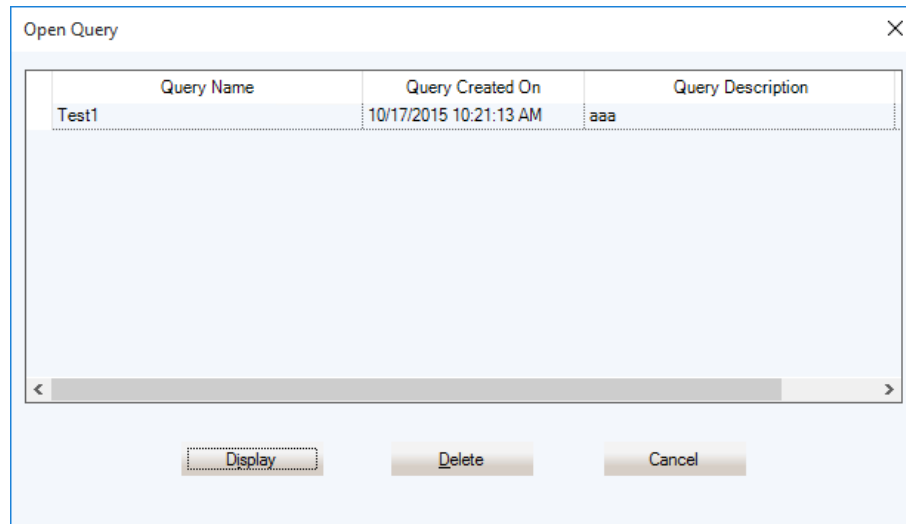 Open Query
Query Name Query Created On Query Description
Test1 10/17/2015 10:21:13 AM aaa
Display Delete Cancel